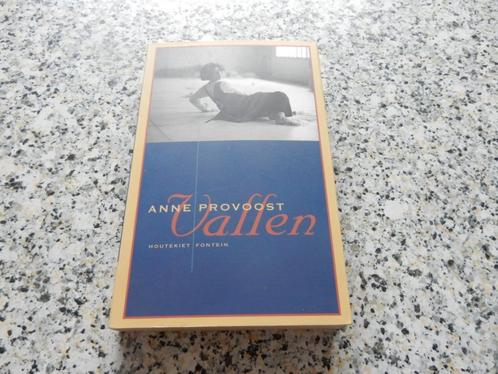 ANNE PROVOOST
Vallen
HOUTEKIET FONTEIN